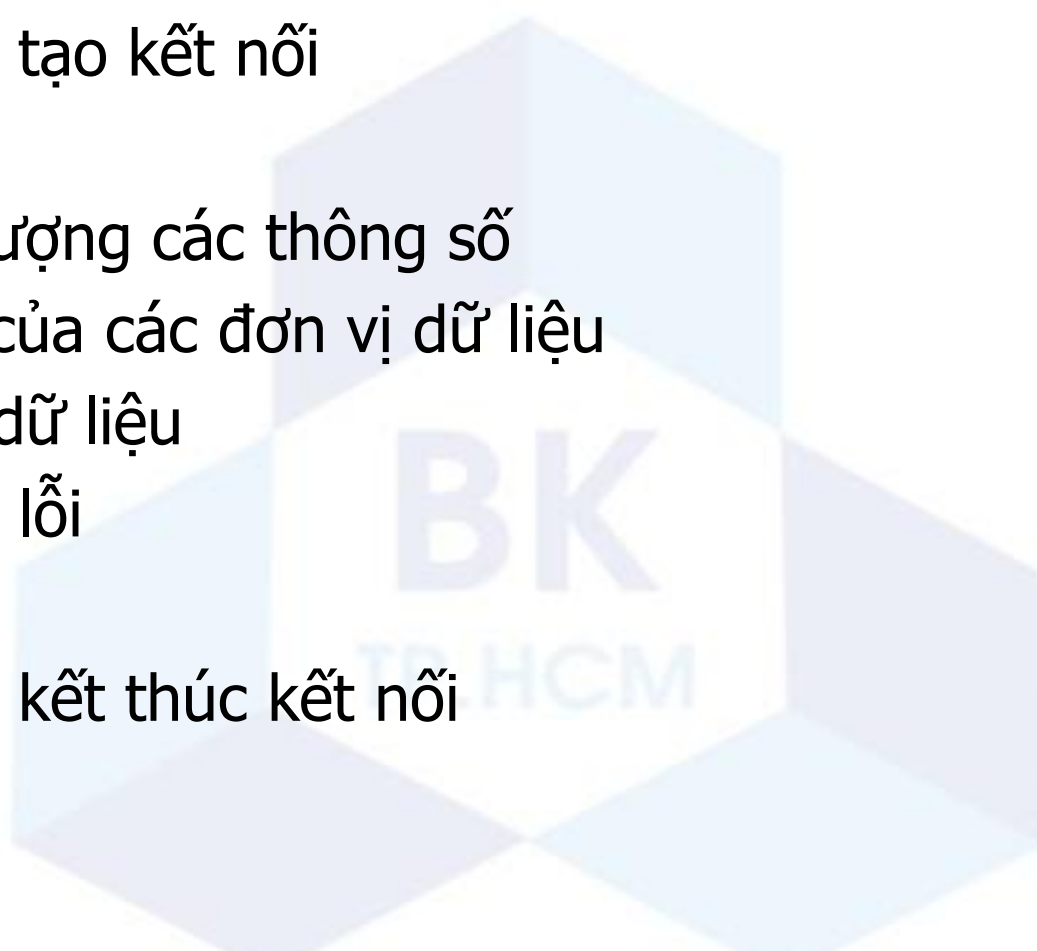 tạo kết nối
ượng các thông số
của các đơn vị dữ liệu
dữ liệu
lỗi
BK
TP.HCM
kết thúc kết nối